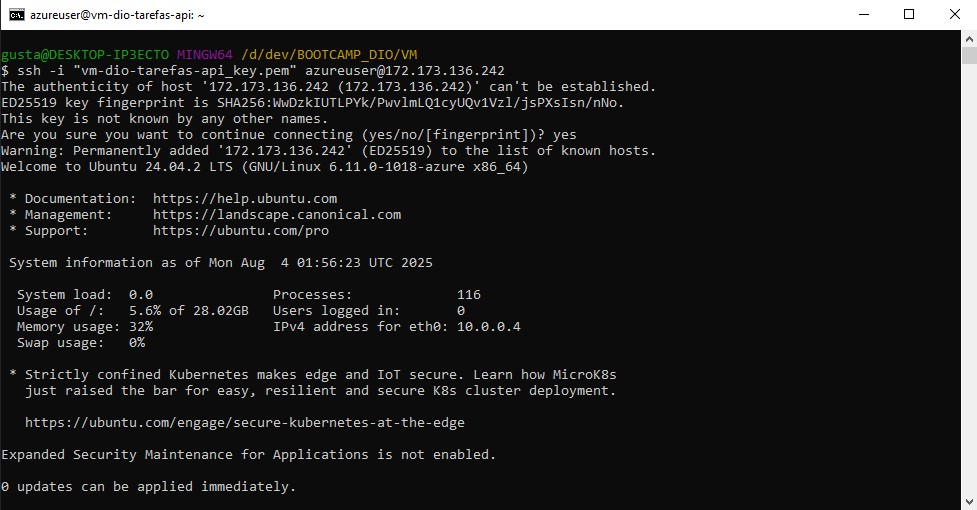 azureuser@vm-dio-tarefas-api: ~
gusta@DESKTOP-IP3ECTO MINGW64 /d/dev/BOOTCAMP_DIO/VM
$ ssh -i "vm-dio-tarefas-api_key.pem" azureuser@172.173.136.242
The authenticity of host '172.173.136.242 (172.173.136.242)' can't be established.
ED25519 key fingerprint is SHA256:WwDzkIUTLPYk/PwvlmLQ1cyUQv1Vzl/jsPXsIsn/nNo.
This key is not known by any other names.
Are you sure you want to continue connecting (yes/no/[fingerprint])? yes
Warning: Permanently added '172.173.136.242' (ED25519) to the list of known hosts.
Welcome to Ubuntu 24.04.2 LTS (GNU/Linux 6.11.0-1018-azure x86_64)
* Documentation:  https://help.ubuntu.com
* Management:     https://landscape.canonical.com
* Support:        https://ubuntu.com/pro
System information as of Mon Aug  4 01:56:23 UTC 2025
System load:  0.0               Processes:             116
Usage of /:   5.6% of 28.02GB   Users logged in:       0
Memory usage: 32%               IPv4 address for eth0: 10.0.0.4
Swap usage:   0%
* Strictly confined Kubernetes makes edge and IoT secure. Learn how MicroK8s
just raised the bar for easy, resilient and secure K8s cluster deployment.
https://ubuntu.com/engage/secure-kubernetes-at-the-edge
Expanded Security Maintenance for Applications is not enabled.
0 updates can be applied immediately.